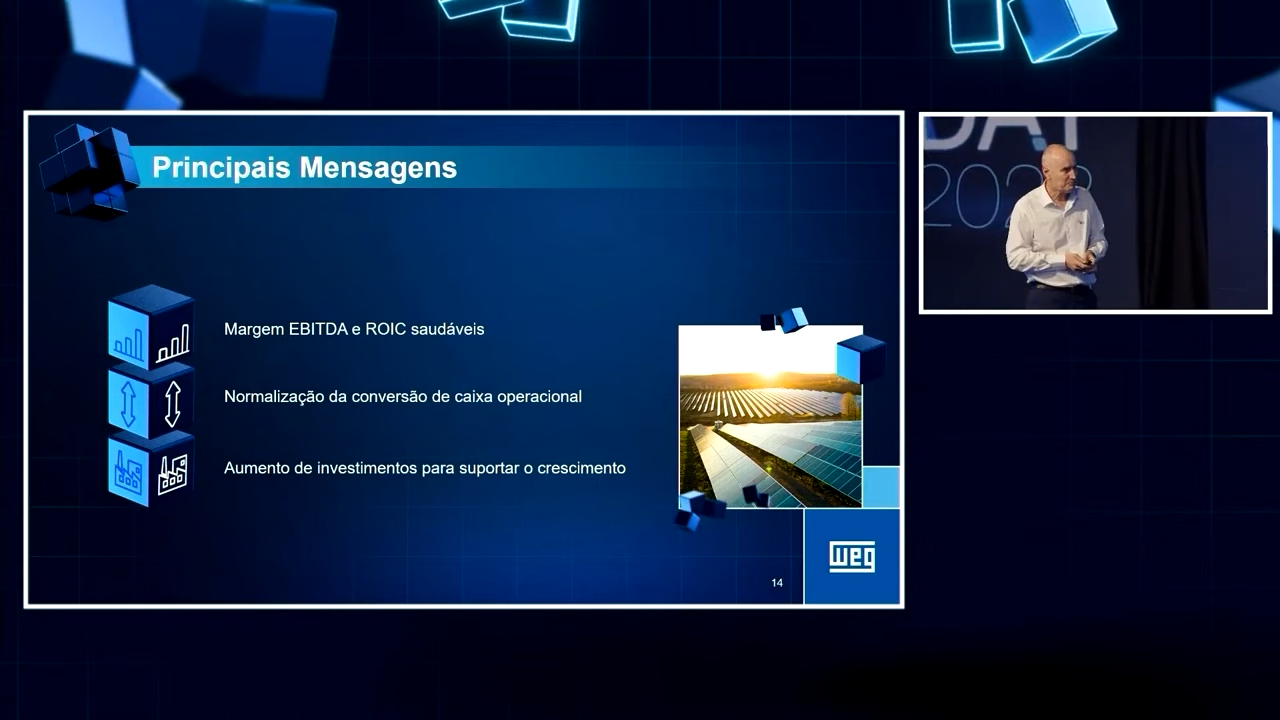 Principais Mensagens
Margem EBITDA e ROIC saudáveis
Normalização da conversão de caixa operacional
Aumento de investimentos para suportar o crescimento
14
weg
DAY